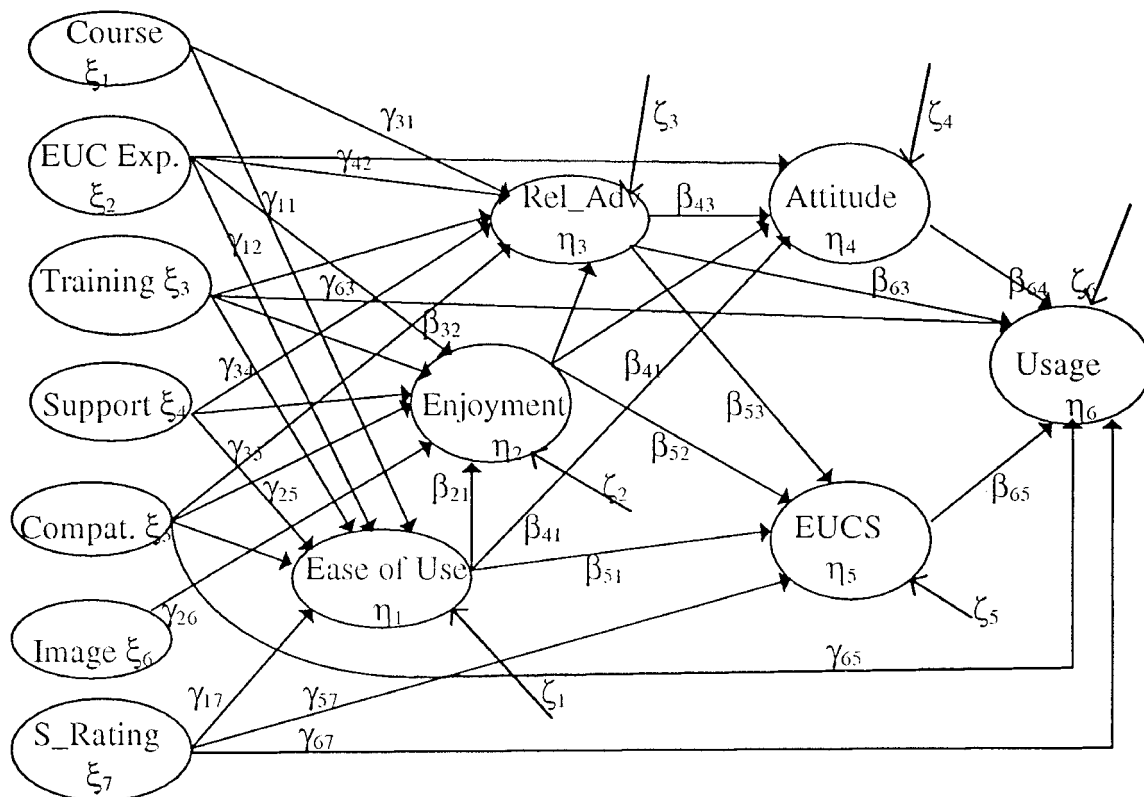 Course
ξ₁
EUC Exp.
ξ₂
Training ξ₃
Support ξ₄
Compat. ξ₅
Image ξ₆
S_Rating
ξ₇
γ₃₁
γ₄₂
γ₁₁
γ₁₂
γ₆₃
β₃₂
γ₃₄
γ₃₅
γ₂₅
γ₂₆
γ₁₇
γ₅₇
γ₆₇
γ₆₅
Rel_Adv
η₃
ζ₃
β₄₃
Attitude
η₄
ζ₄
β₆₃
β₆₄
ζ₆
Usage
η₆
Enjoyment
η₂
ζ₂
β₄₁
β₅₃
β₅₂
β₂₁
β₄₁
β₅₁
Ease of Use
η₁
ζ₁
EUCS
η₅
ζ₅
β₆₅